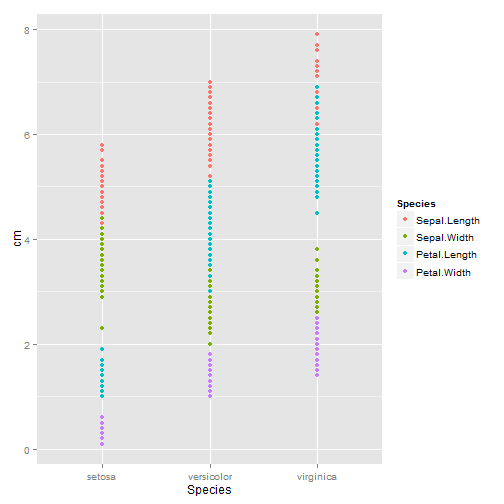 8
6
4
2
0
cm
setosa
versicolor
virginica
Species
Species
Sepal.Length
Sepal.Width
Petal.Length
Petal.Width